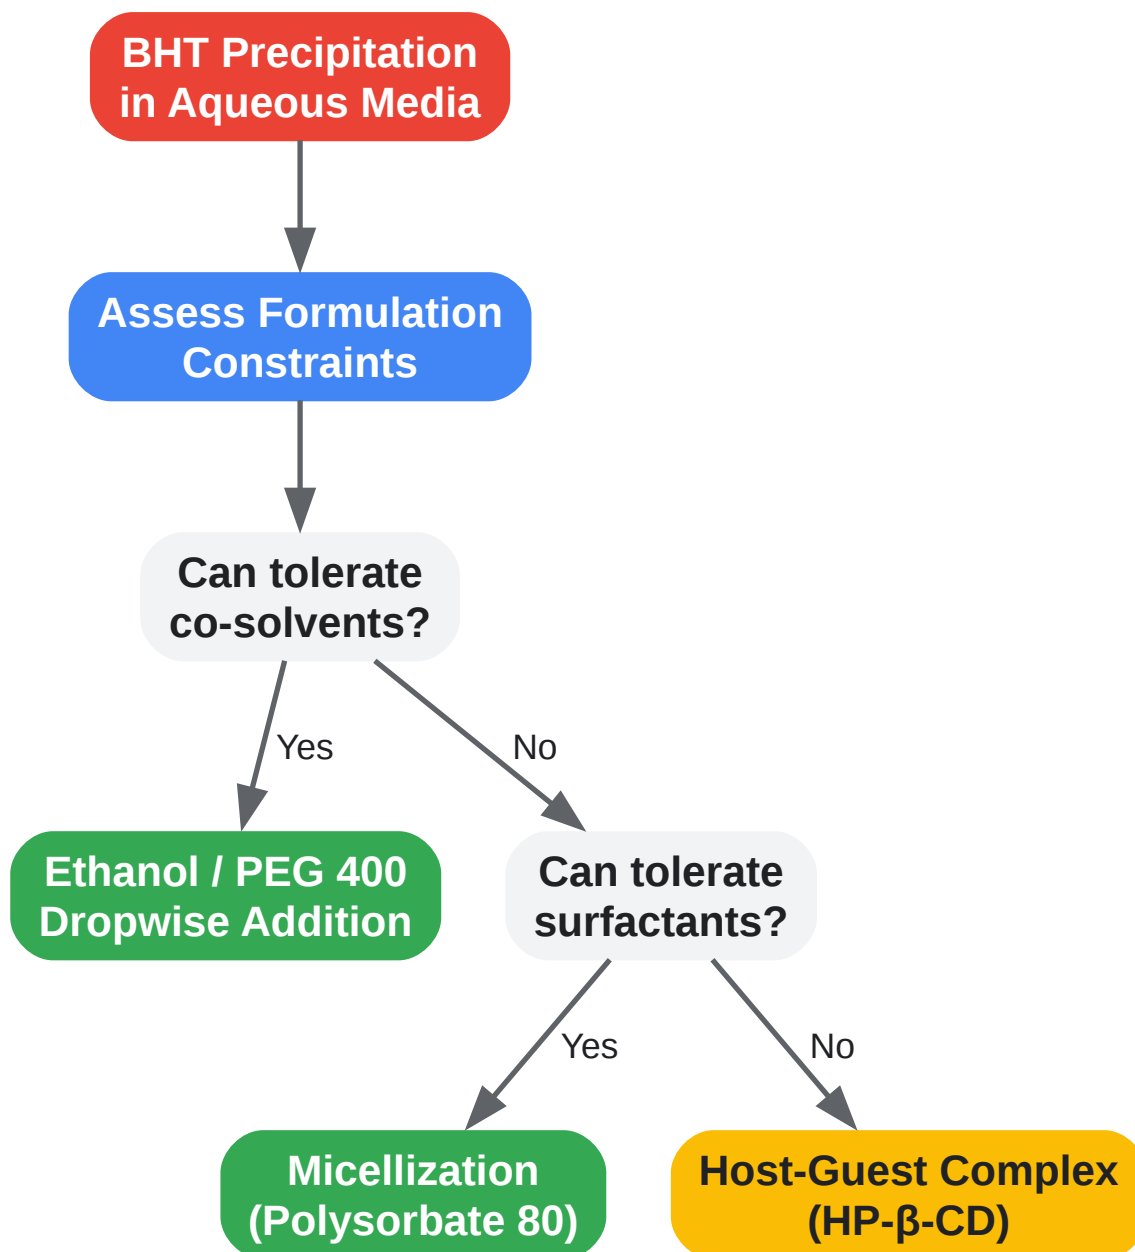 BHT Precipitation
in Aqueous Media
Assess Formulation
Constraints
Can tolerate
co-solvents?
Yes
No
Ethanol / PEG 400
Dropwise Addition
Can tolerate
surfactants?
Yes
No
Micellization
(Polysorbate 80)
Host-Guest Complex
(HP-β-CD)